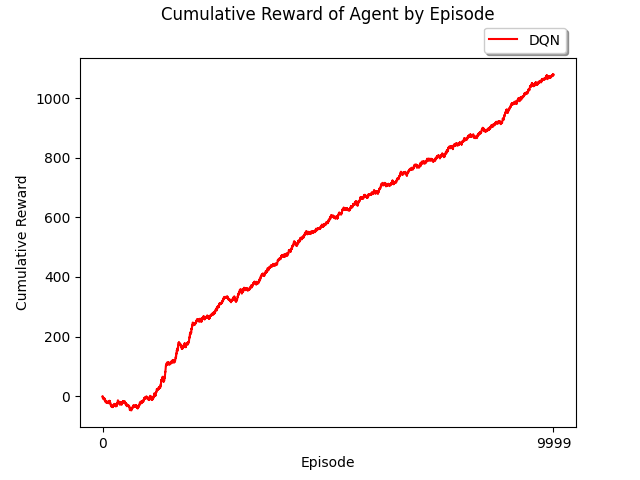 Cumulative Reward of Agent by Episode
DQN
1000
800
600
400
200
0
Cumulative Reward
0
9999
Episode